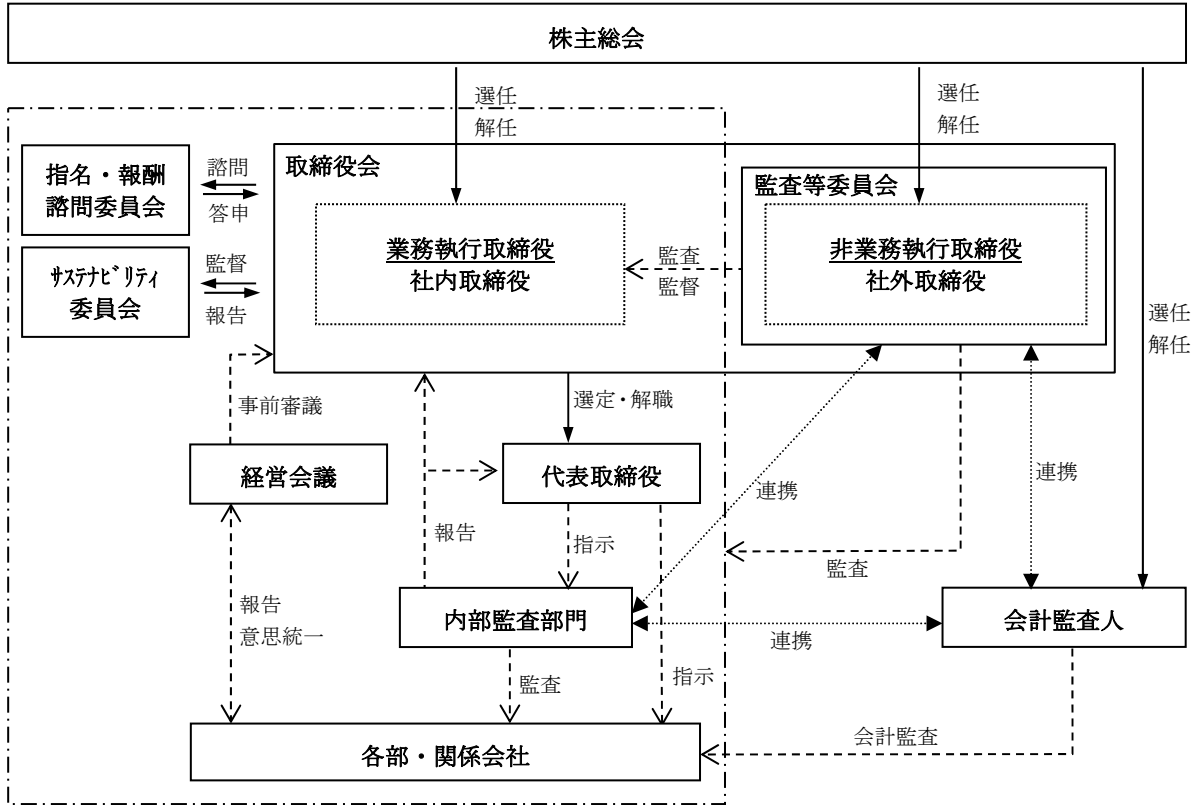 株主総会
選任
解任
選任
解任
選任
解任
指名・報酬
諮問委員会
諮問
答申
サステナビリティ
委員会
監督
報告
取締役会
業務執行取締役
社内取締役
監査
監督
監査等委員会
非業務執行取締役
社外取締役
事前審議
選定・解職
経営会議
代表取締役
報告
指示
連携
連携
監査
報告
意思統一
内部監査部門
連携
会計監査人
監査
指示
会計監査
各部・関係会社